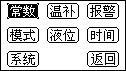 常数 温补 报警
模式 液位 时间
系统 返回